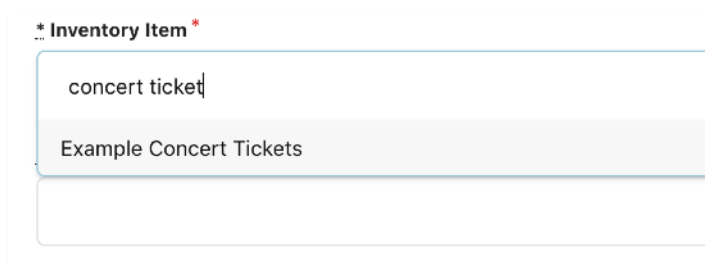 * Inventory Item *
concert ticket
Example Concert Tickets